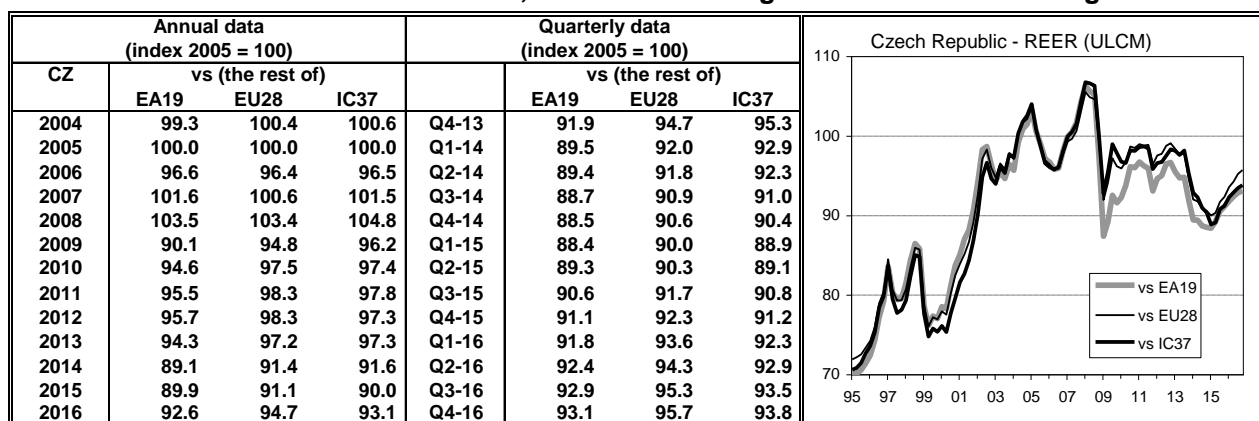 Annual data
(index 2005 = 100)
Quarterly data
(index 2005 = 100)
CZ vs (the rest of) vs (the rest of)
EA19 EU28 IC37 EA19 EU28 IC37
2004 99.3 100.4 100.6 Q4-13 91.9 94.7 95.3
2005 100.0 100.0 100.0 Q1-14 89.5 92.0 92.9
2006 96.6 96.4 96.5 Q2-14 89.4 91.8 92.3
2007 101.6 100.6 101.5 Q3-14 88.7 90.9 91.0
2008 103.5 103.4 104.8 Q4-14 88.5 90.6 90.4
2009 90.1 94.8 96.2 Q1-15 88.4 90.0 88.9
2010 94.6 97.5 97.4 Q2-15 89.3 90.3 89.1
2011 95.5 98.3 97.8 Q3-15 90.6 91.7 90.8
2012 95.7 98.3 97.3 Q4-15 91.1 92.3 91.2
2013 94.3 97.2 97.3 Q1-16 91.8 93.6 92.3
2014 89.1 91.4 91.6 Q2-16 92.4 94.3 92.9
2015 89.9 91.1 90.0 Q3-16 92.9 95.3 93.5
2016 92.6 94.7 93.1 Q4-16 93.1 95.7 93.8
Czech Republic - REER (ULCM)
110
100
90
80
70
vs EA19
vs EU28
vs IC37
95 97 99 01 03 05 07 09 11 13 15